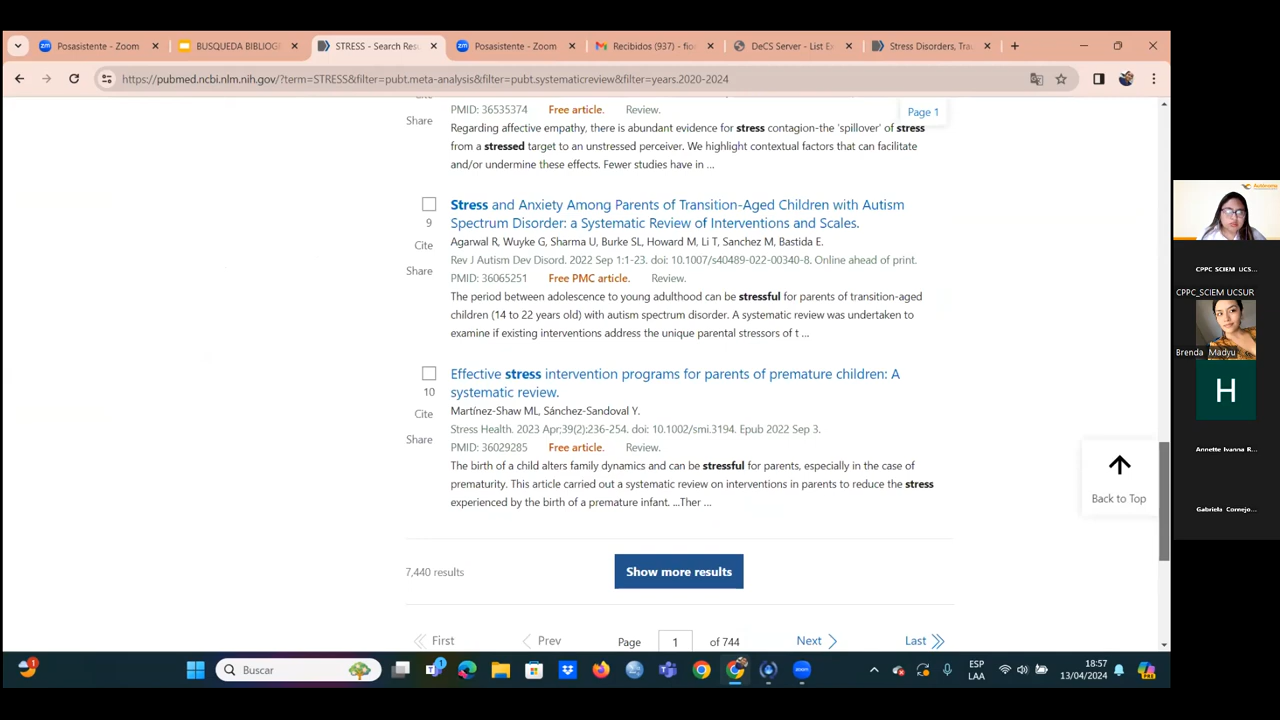 Posasistente - Zoom
BUSQUEDA BIBLIOG
STRESS - Search Resu
Posasistente - Zoom
Recibidos (937) - fio
DeCS Server - List Ex
Stress Disorders, Tra
https://pubmed.ncbi.nlm.nih.gov/?term=STRESS&filter=pubt.meta-analysis&filter=pubt.systematicreview&filter=years.2020-2024
Share
PMID: 36535374 Free article. Review.
Page 1
Regarding affective empathy, there is abundant evidence for stress contagion-the 'spillover' of stress
from a stressed target to an unstressed perceiver. We highlight contextual factors that can facilitate
and/or undermine these effects. Fewer studies have in ...
9
Cite
Share
Stress and Anxiety Among Parents of Transition-Aged Children with Autism
Spectrum Disorder: a Systematic Review of Interventions and Scales.
Agarwal R, Wuyke G, Sharma U, Burke SL, Howard M, Li T, Sanchez M, Bastida E.
Rev J Autism Dev Disord. 2022 Sep 1:1-23. doi: 10.1007/s40489-022-00340-8. Online ahead of print.
PMID: 36065251 Free PMC article. Review.
The period between adolescence to young adulthood can be stressful for parents of transition-aged
children (14 to 22 years old) with autism spectrum disorder. A systematic review was undertaken to
examine if existing interventions address the unique parental stressors of t ...
10
Cite
Share
Effective stress intervention programs for parents of premature children: A
systematic review.
Martínez-Shaw ML, Sánchez-Sandoval Y.
Stress Health. 2023 Apr;39(2):236-254. doi: 10.1002/smi.3194. Epub 2022 Sep 3.
PMID: 36029285 Free article. Review.
The birth of a child alters family dynamics and can be stressful for parents, especially in the case of
prematurity. This article carried out a systematic review on interventions in parents to reduce the stress
experienced by the birth of a premature infant. ...Ther ...
Back to Top
7,440 results
Show more results
First
Prev
Page 1 of 744
Next
Last
Buscar
ESP
LAA
18:57
13/04/2024
CPPC SCIEM UCS...
CPPC_SCIEM UCSUR
Brenda Madyu
H
Annette Ivanna R...
Gabriela Cornejo...